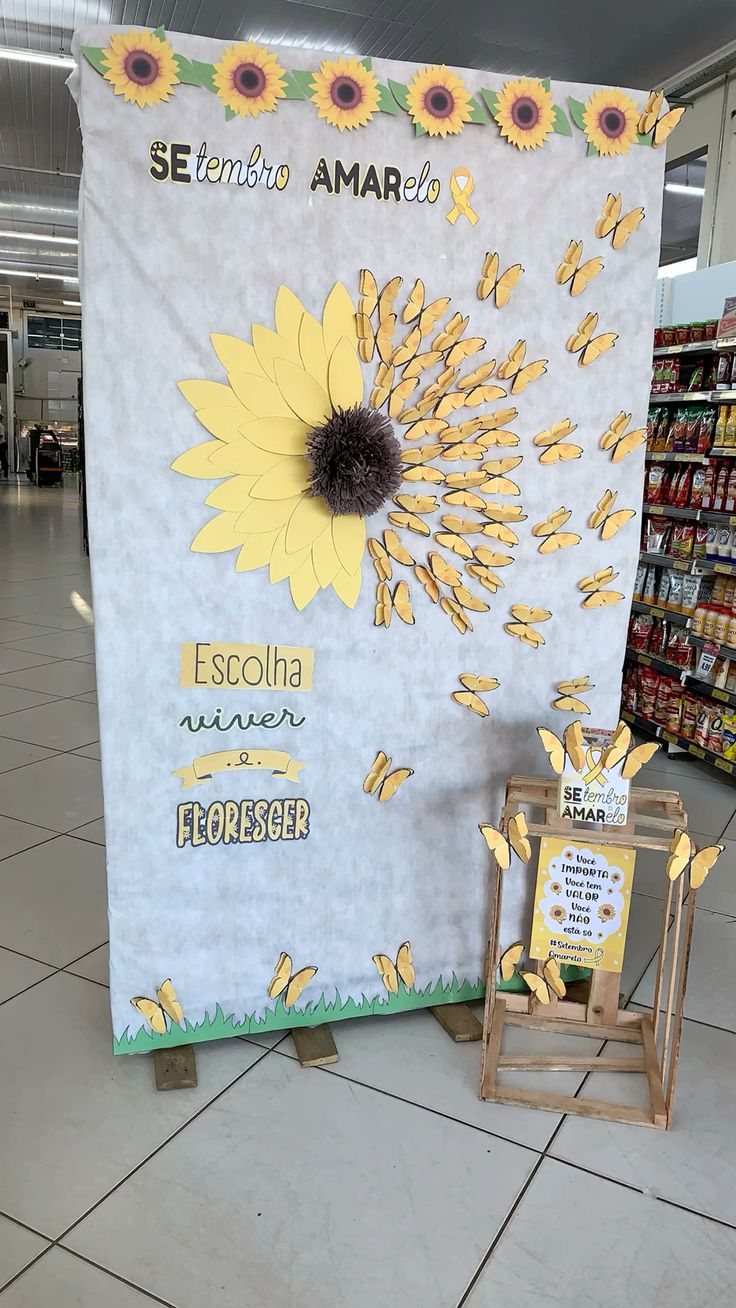 SEtembro AMARelo
Escolha
viver
e
FLORESCER
SEtembro
AMARelo
Você
IMPORTA
Você tem
VALOR
Você
NÃO
está só
#Setembro
Amarelo